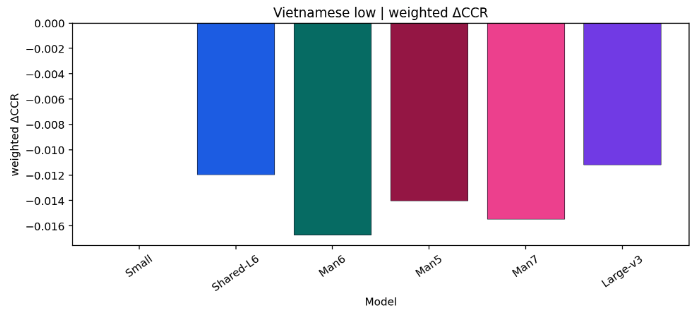 Vietnamese low | weighted ΔCCR
0.000
−0.002
−0.004
−0.006
−0.008
−0.010
−0.012
−0.014
−0.016
weighted ΔCCR
Small
Shared-L6
Man6
Man5
Man7
Large-v3
Model